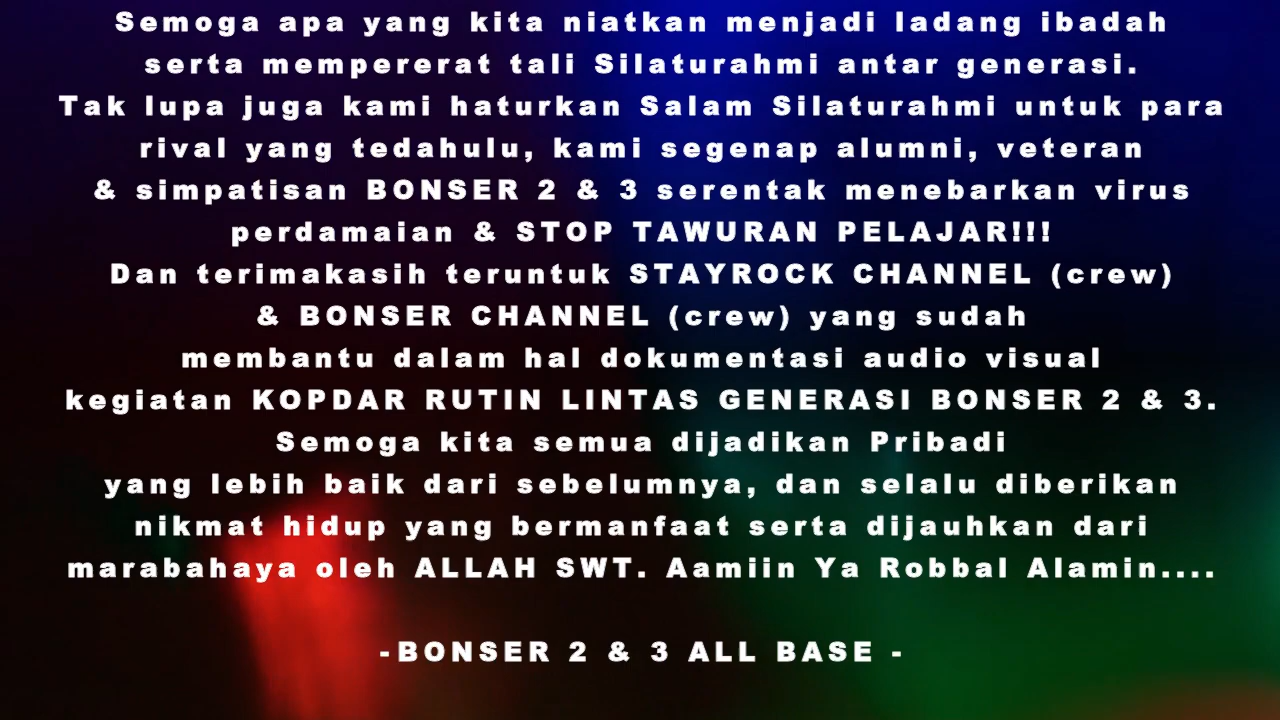 Semoga apa yang kita niatkan menjadi ladang ibadah
serta mempererat tali Silaturahmi antar generasi.
Tak lupa juga kami haturkan Salam Silaturahmi untuk para
rival yang tedahulu, kami segenap alumni, veteran
& simpatisan BONSER 2 & 3 serentak menebarkan virus
perdamaian & STOP TAWURAN PELAJAR!!!
Dan terimakasih teruntuk STAYROCK CHANNEL (crew)
& BONSER CHANNEL (crew) yang sudah
membantu dalam hal dokumentasi audio visual
kegiatan KOPDAR RUTIN LINTAS GENERASI BONSER 2 & 3.
Semoga kita semua dijadikan Pribadi
yang lebih baik dari sebelumnya, dan selalu diberikan
nikmat hidup yang bermanfaat serta dijauhkan dari
marabahaya oleh ALLAH SWT. Aamiin Ya Robbal Alamin....
-BONSER 2 & 3 ALL BASE -